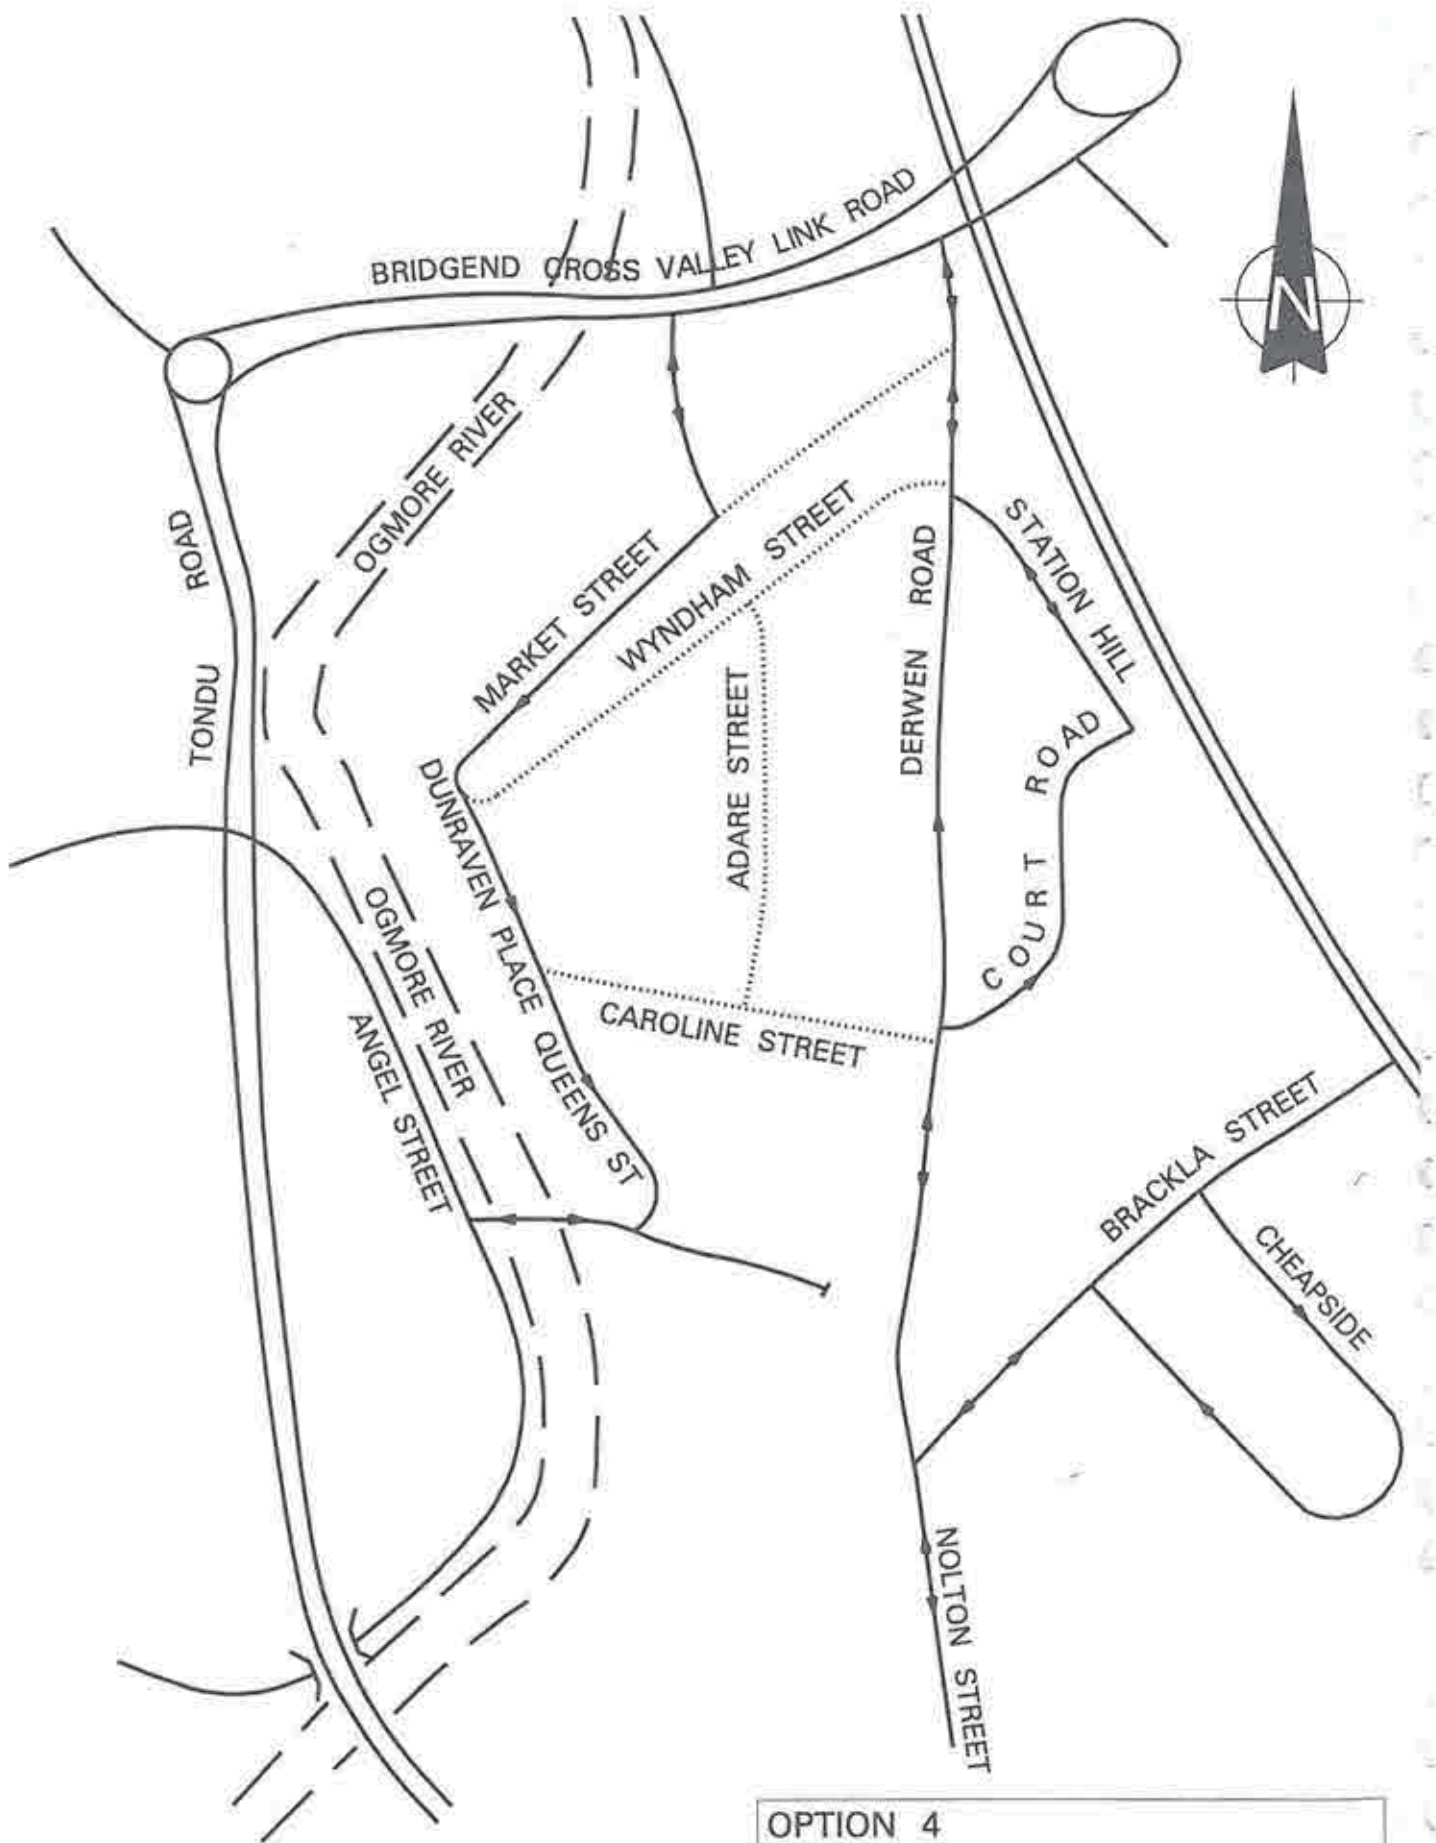 BRIDGEND CROSS VALLEY LINK ROAD
N
OGMORE RIVER
TONDU ROAD
MARKET STREET
WYNDHAM STREET
DERWEN ROAD
STATION HILL
ADARE STREET
COURT ROAD
DUNRAVEN PLACE
QUEENS ST
OGMORE RIVER
ANGEL STREET
CAROLINE STREET
BRACKLA STREET
CHEAPSIDE
NOLTON STREET
OPTION 4